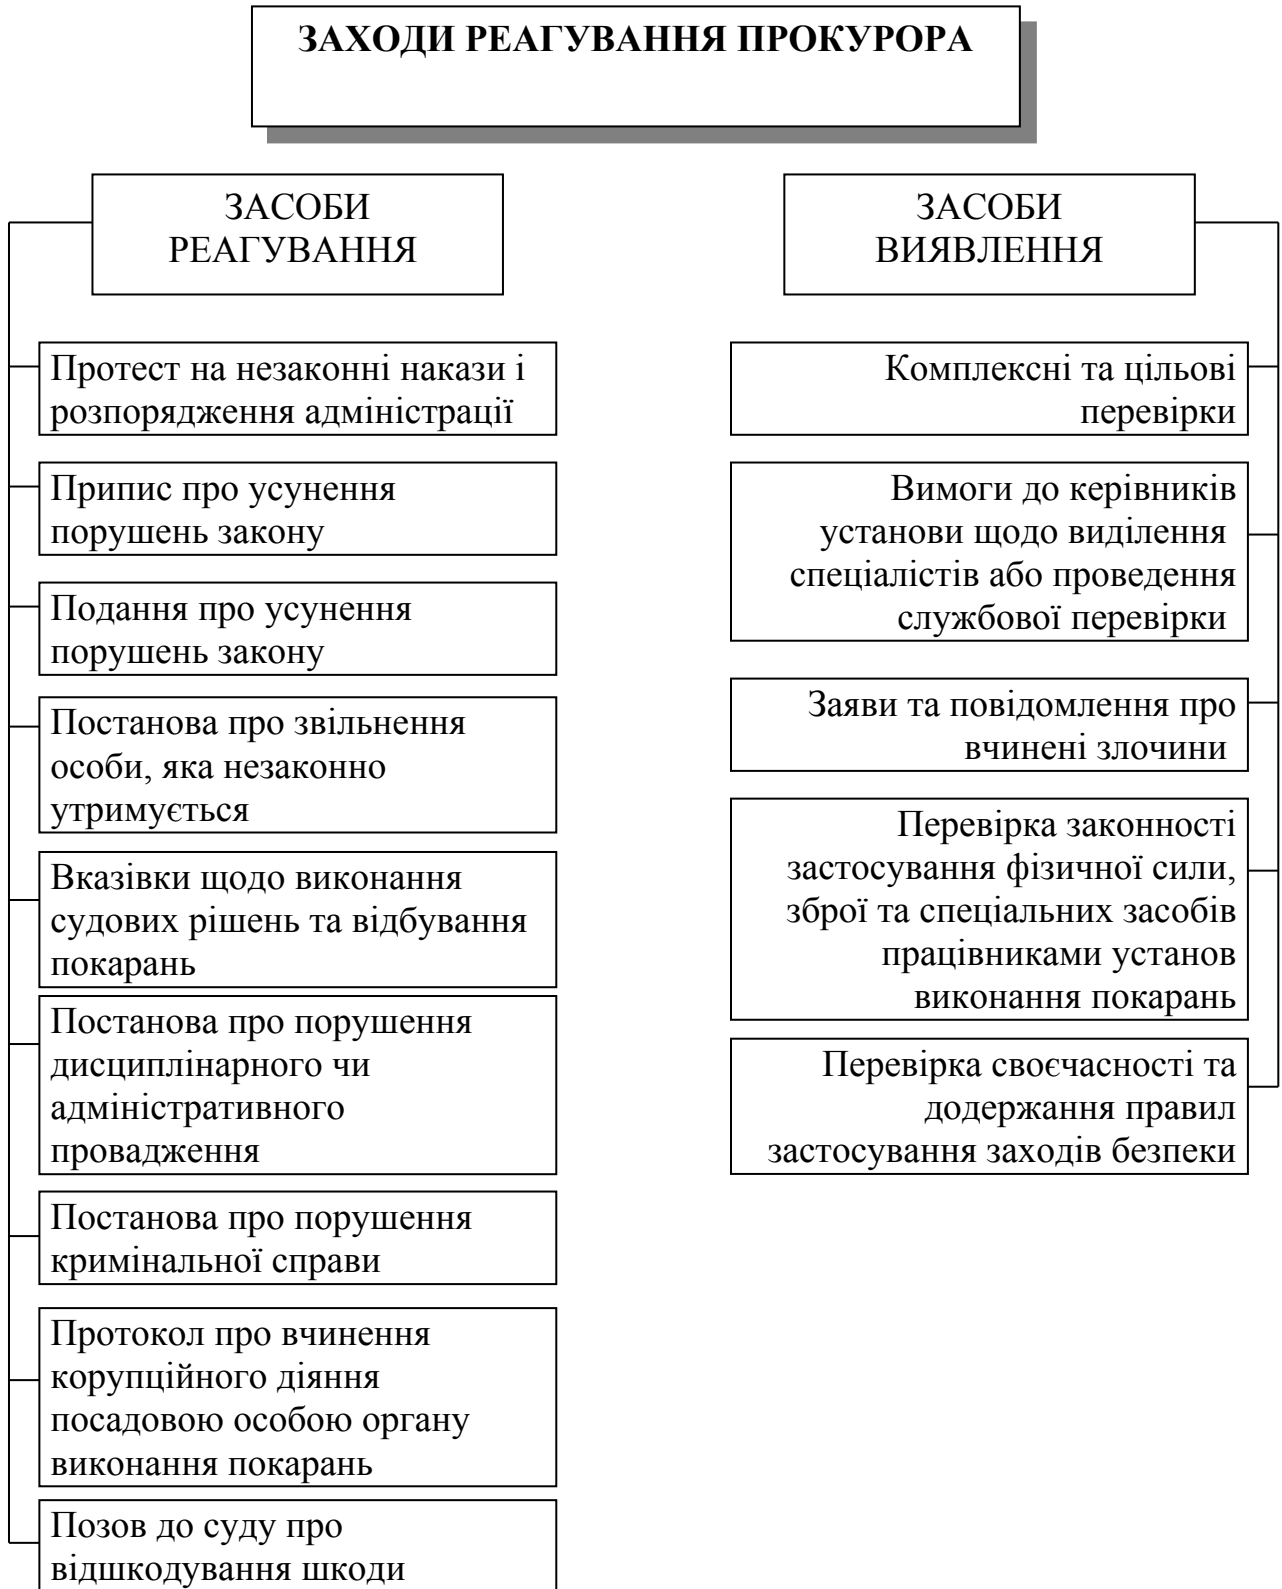 ЗАХОДИ РЕАГУВАННЯ ПРОКУРОРА
ЗАСОБИ
РЕАГУВАННЯ
Протест на незаконні накази і
розпорядження адміністрації
Припис про усунення
порушень закону
Подання про усунення
порушень закону
Постанова про звільнення
особи, яка незаконно
утримується
Вказівки щодо виконання
судових рішень та відбування
покарань
Постанова про порушення
дисциплінарного чи
адміністративного
провадження
Постанова про порушення
кримінальної справи
Протокол про вчинення
корупційного діяння
посадовою особою органу
виконання покарань
Позов до суду про
відшкодування шкоди
ЗАСОБИ
ВИЯВЛЕННЯ
Комплексні та цільові
перевірки
Вимоги до керівників
установи щодо виділення
спеціалістів або проведення
службової перевірки
Заяви та повідомлення про
вчинені злочини
Перевірка законності
застосування фізичної сили,
зброї та спеціальних засобів
працівниками установ
виконання покарань
Перевірка своєчасності та
додержання правил
застосування заходів безпеки